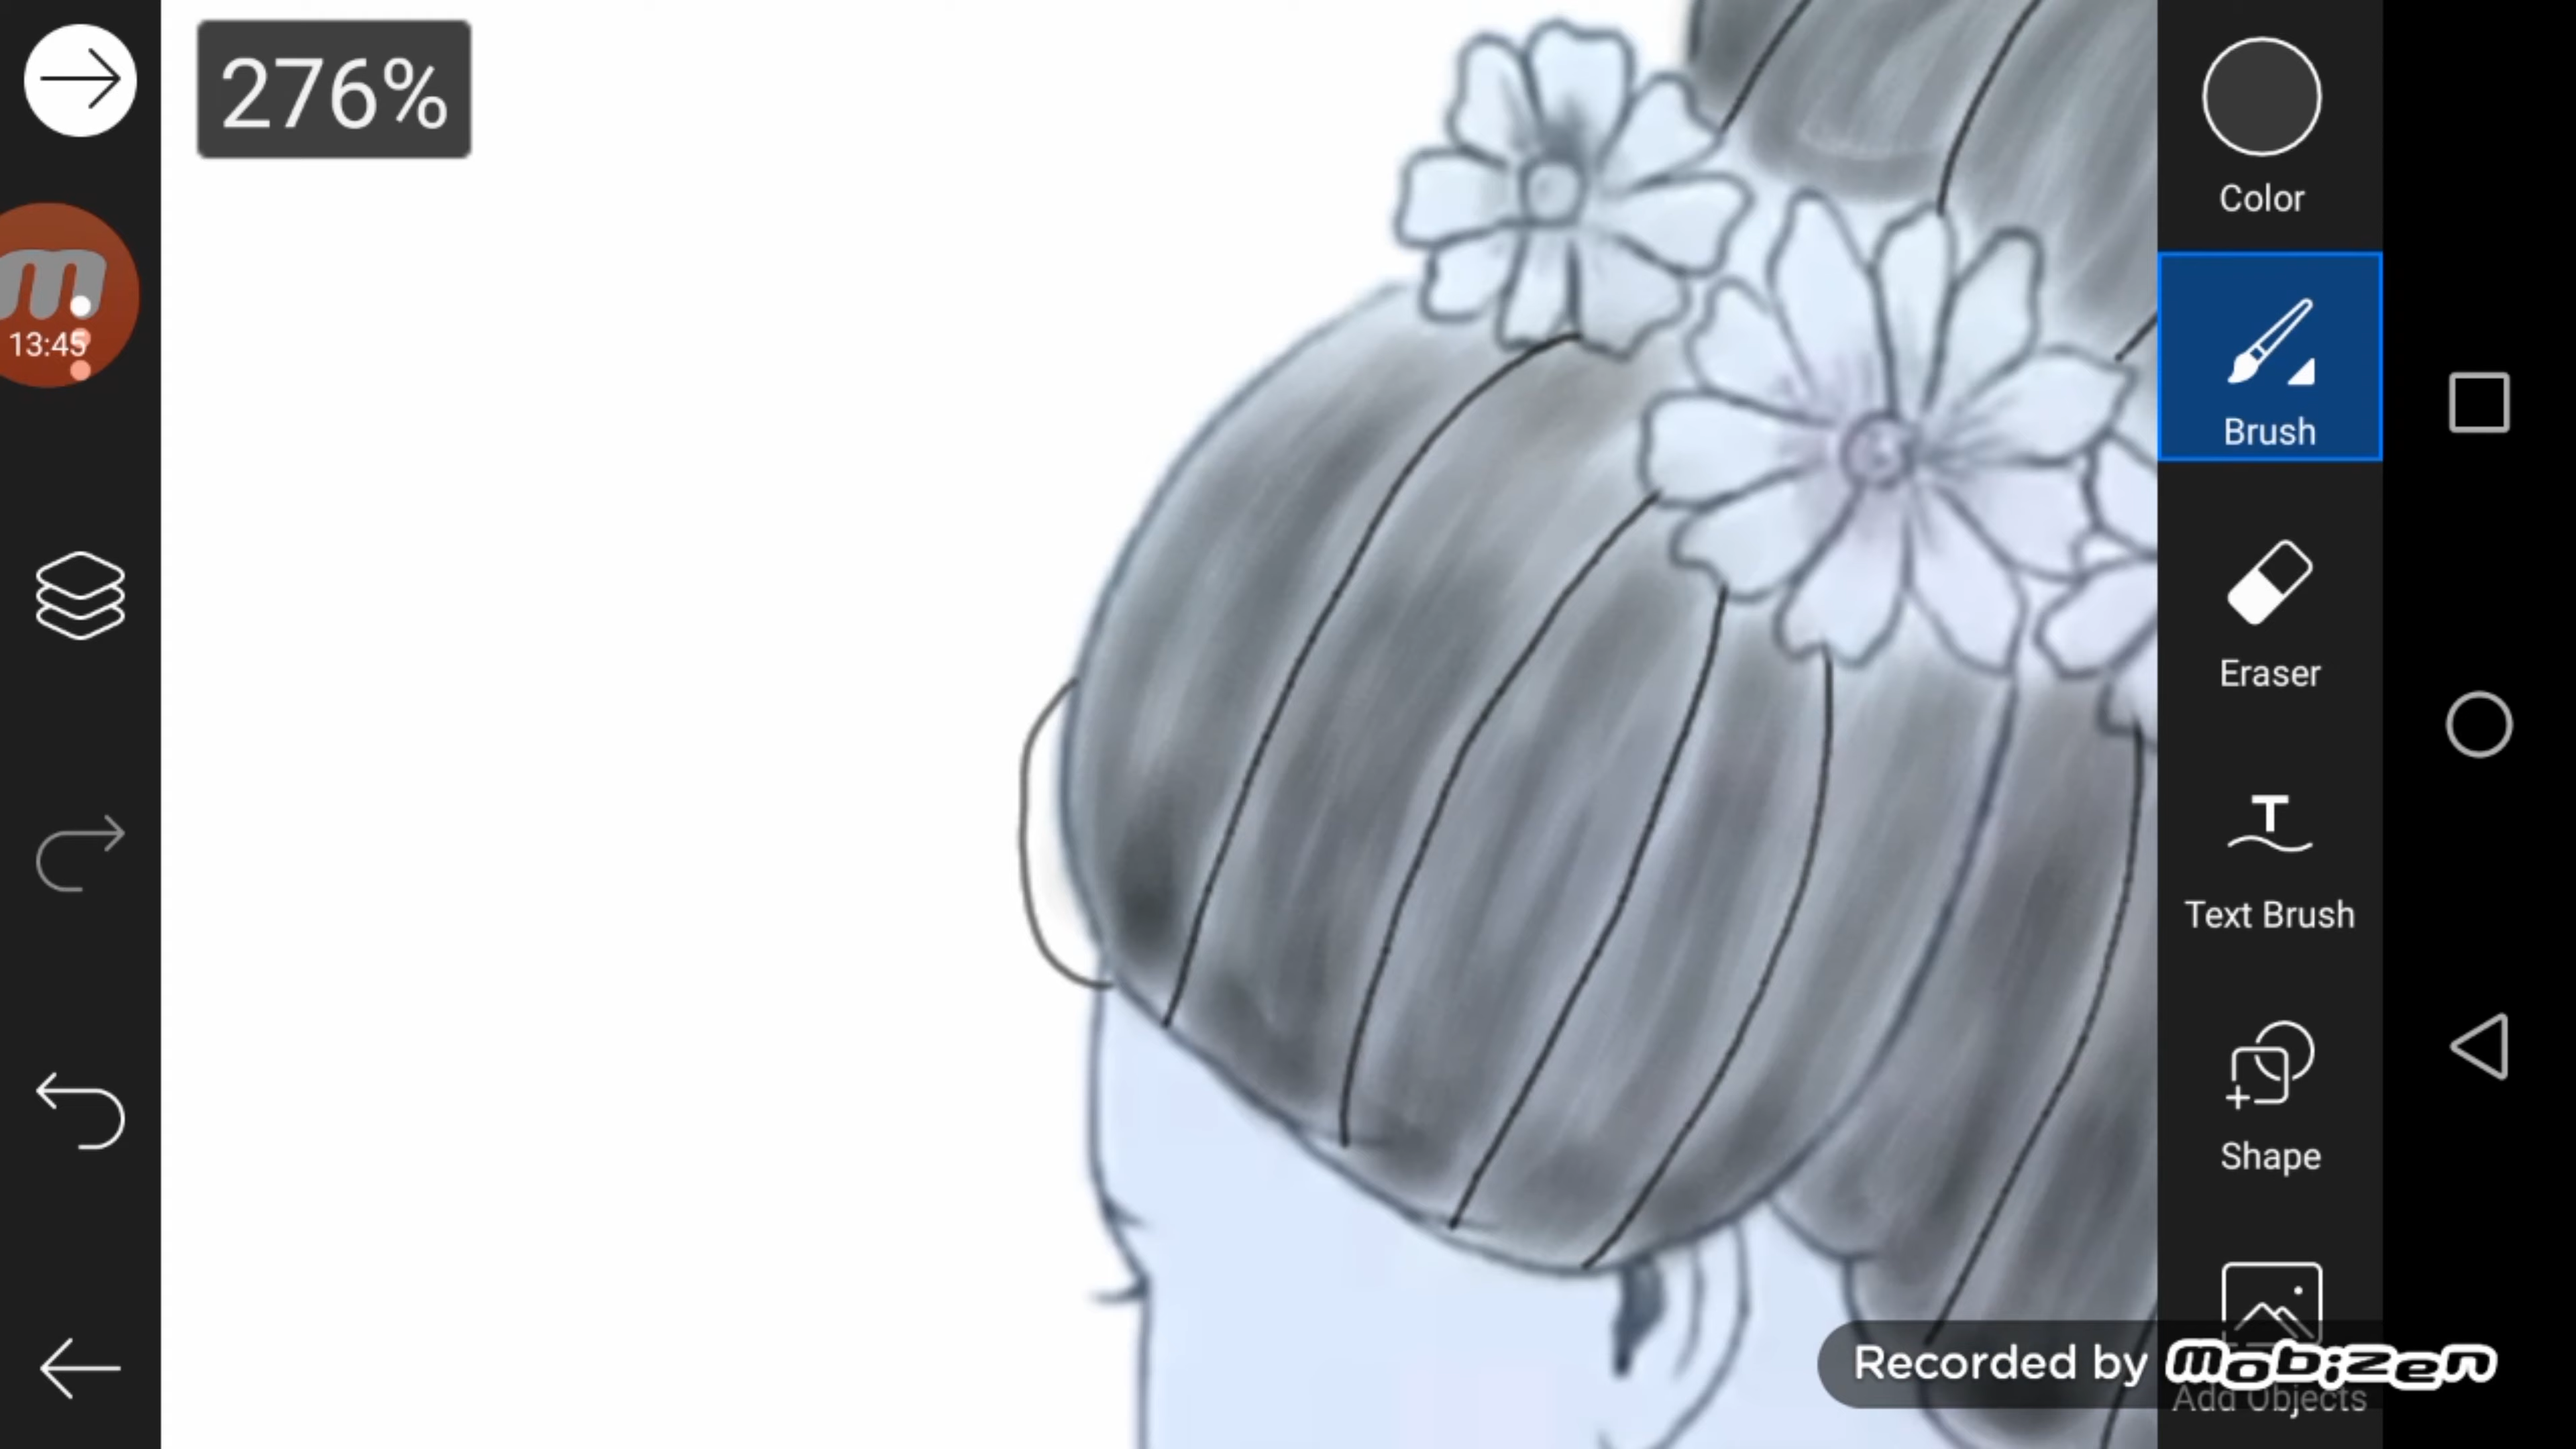 276%
13:45
Color
Brush
Eraser
T
Text Brush
Shape
Add Objects
Recorded by mobizen